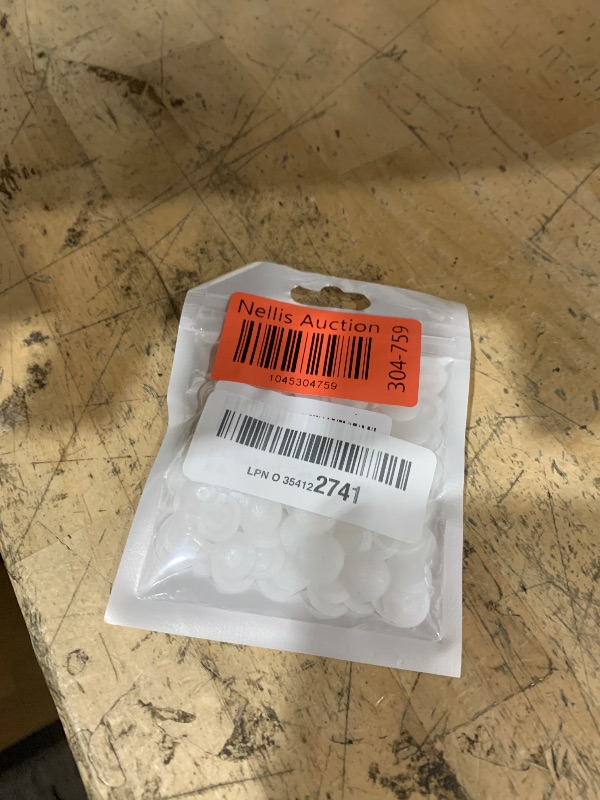 Nellis Auction
1045304759
304-759
LPN O 354122741